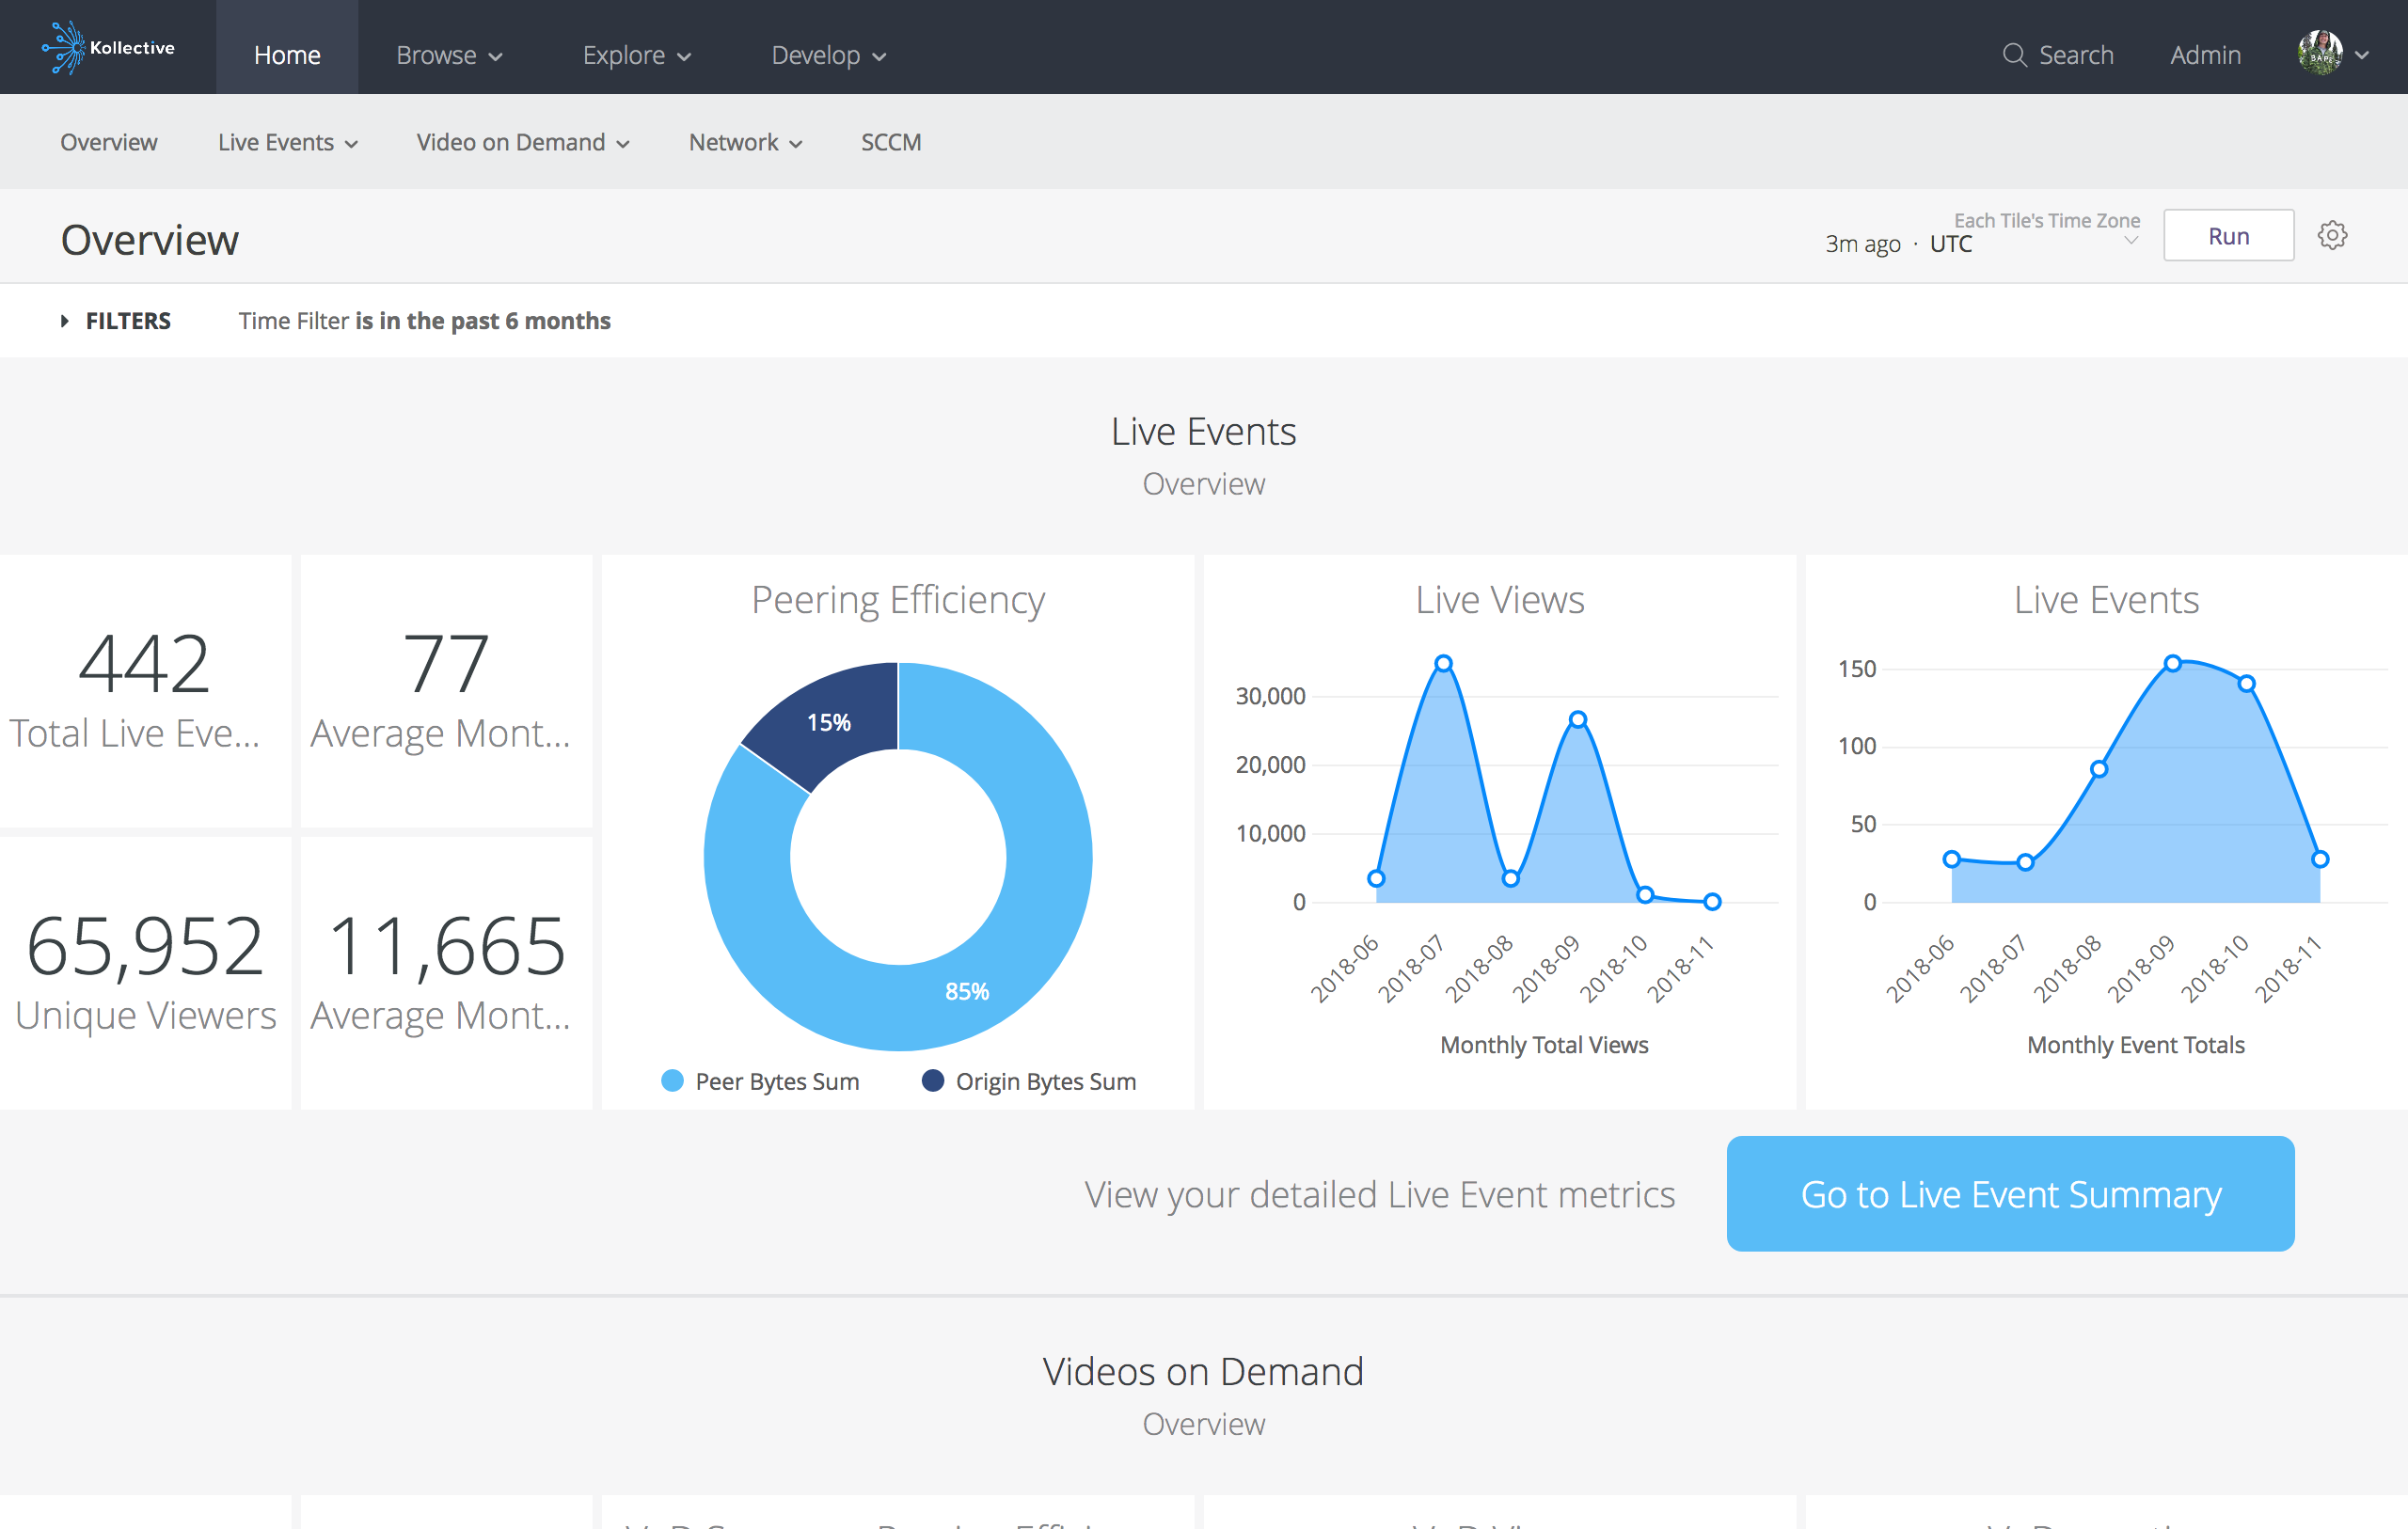 Kollective
Home
Browse
Explore
Develop
Search
Admin
Overview
Live Events
Video on Demand
Network
SCCM
Overview
3m ago · UTC
Each Tile's Time Zone
Run
FILTERS
Time Filter is in the past 6 months
Live Events
Overview
442
Total Live Eve...
77
Average Mont...
65,952
Unique Viewers
11,665
Average Mont...
Peering Efficiency
15%
85%
Peer Bytes Sum
Origin Bytes Sum
Live Views
30,000
20,000
10,000
0
2018-06
2018-07
2018-08
2018-09
2018-10
2018-11
Monthly Total Views
Live Events
150
100
50
0
2018-06
2018-07
2018-08
2018-09
2018-10
2018-11
Monthly Event Totals
View your detailed Live Event metrics
Go to Live Event Summary
Videos on Demand
Overview